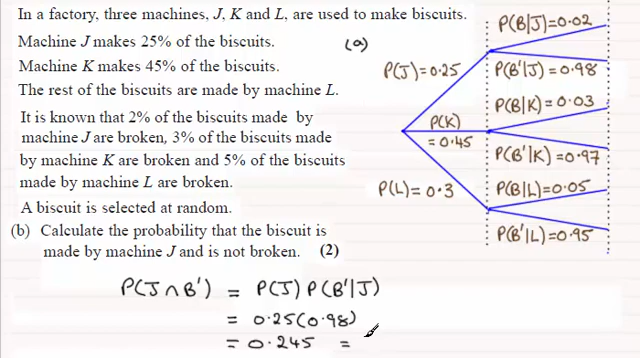 In a factory, three machines, J, K and L, are used to make biscuits.
Machine J makes 25% of the biscuits.
Machine K makes 45% of the biscuits.
The rest of the biscuits are made by machine L.
It is known that 2% of the biscuits made by
machine J are broken, 3% of the biscuits made
by machine K are broken and 5% of the biscuits
made by machine L are broken.
A biscuit is selected at random.
(a)
P(J)=0.25
P(K)
=0.45
P(L)=0.3
P(B|J)=0.02
P(B'|J)=0.98
P(B|K)=0.03
P(B'|K)=0.97
P(B|L)=0.05
P(B'|L)=0.95
(b) Calculate the probability that the biscuit is
made by machine J and is not broken. (2)
P(J∩B') = P(J)P(B'|J)
= 0.25(0.98)
= 0.245 =